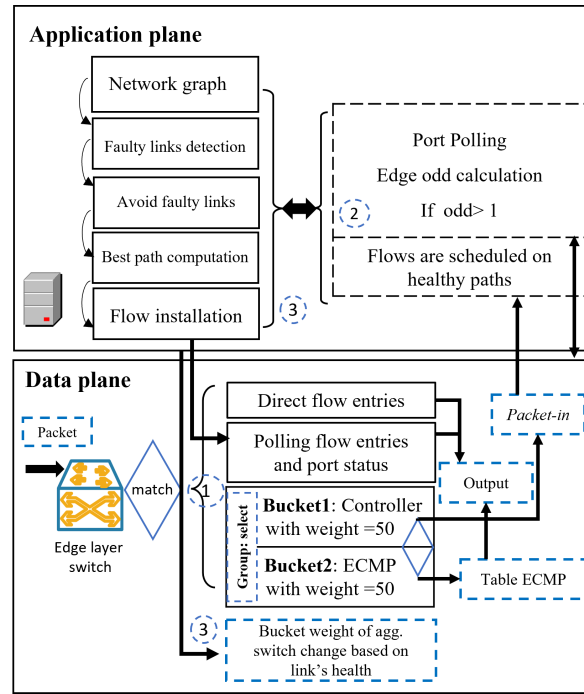 Application plane
Network graph
Faulty links detection
Avoid faulty links
Best path computation
Flow installation
3
Port Polling
Edge odd calculation
If odd> 1
2
Flows are scheduled on
healthy paths
Data plane
Packet
match
Edge layer
switch
1
Direct flow entries
Polling flow entries
and port status
Group: select
Bucket1: Controller
with weight =50
Bucket2: ECMP
with weight =50
Packet-in
Output
Table ECMP
3
Bucket weight of agg.
switch change based on
link's health